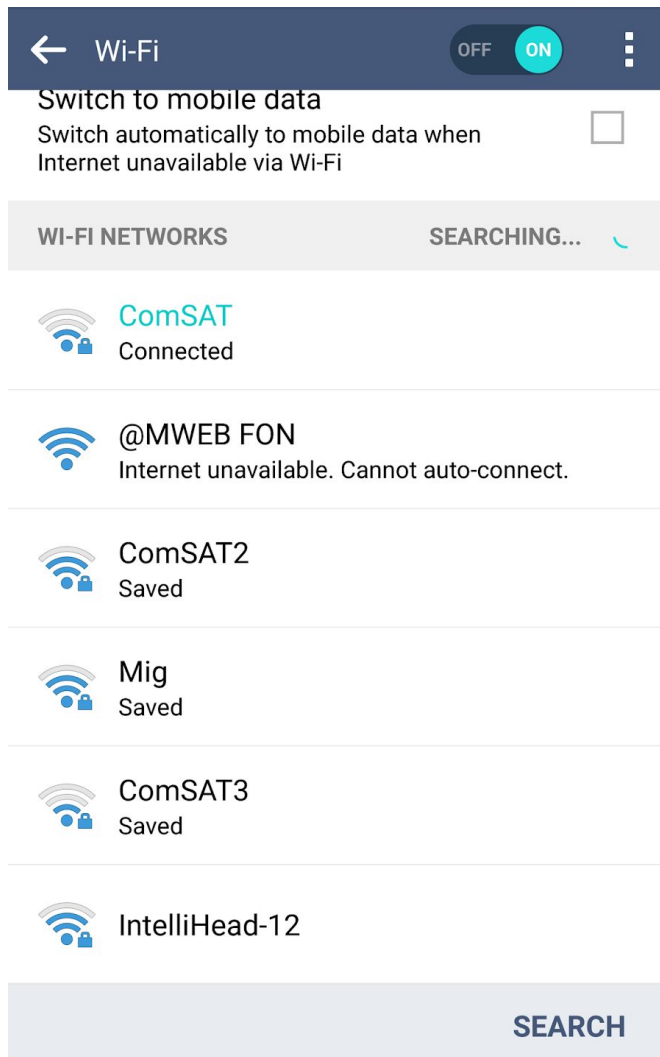 Wi-Fi
OFF ON
Switch to mobile data
Switch automatically to mobile data when
Internet unavailable via Wi-Fi
WI-FI NETWORKS SEARCHING...
ComSAT
Connected
@MWEB FON
Internet unavailable. Cannot auto-connect.
ComSAT2
Saved
Mig
Saved
ComSAT3
Saved
IntelliHead-12
SEARCH